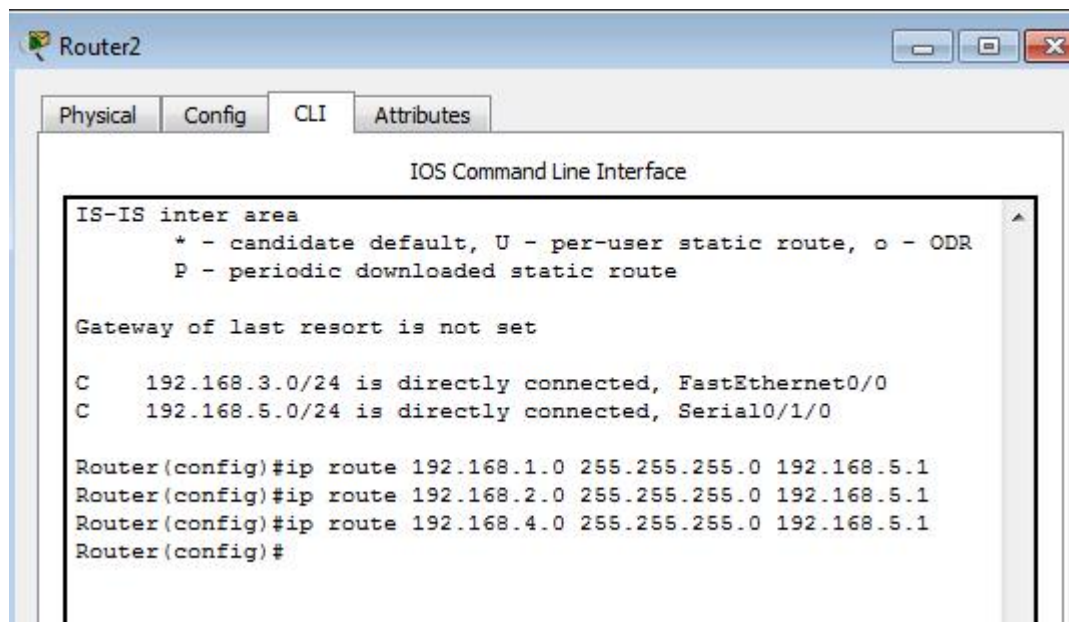 Router2
Physical Config CLI Attributes
IOS Command Line Interface
IS-IS inter area
* - candidate default, U - per-user static route, o - ODR
P - periodic downloaded static route
Gateway of last resort is not set
C 192.168.3.0/24 is directly connected, FastEthernet0/0
C 192.168.5.0/24 is directly connected, Serial0/1/0
Router(config)#ip route 192.168.1.0 255.255.255.0 192.168.5.1
Router(config)#ip route 192.168.2.0 255.255.255.0 192.168.5.1
Router(config)#ip route 192.168.4.0 255.255.255.0 192.168.5.1
Router(config)#